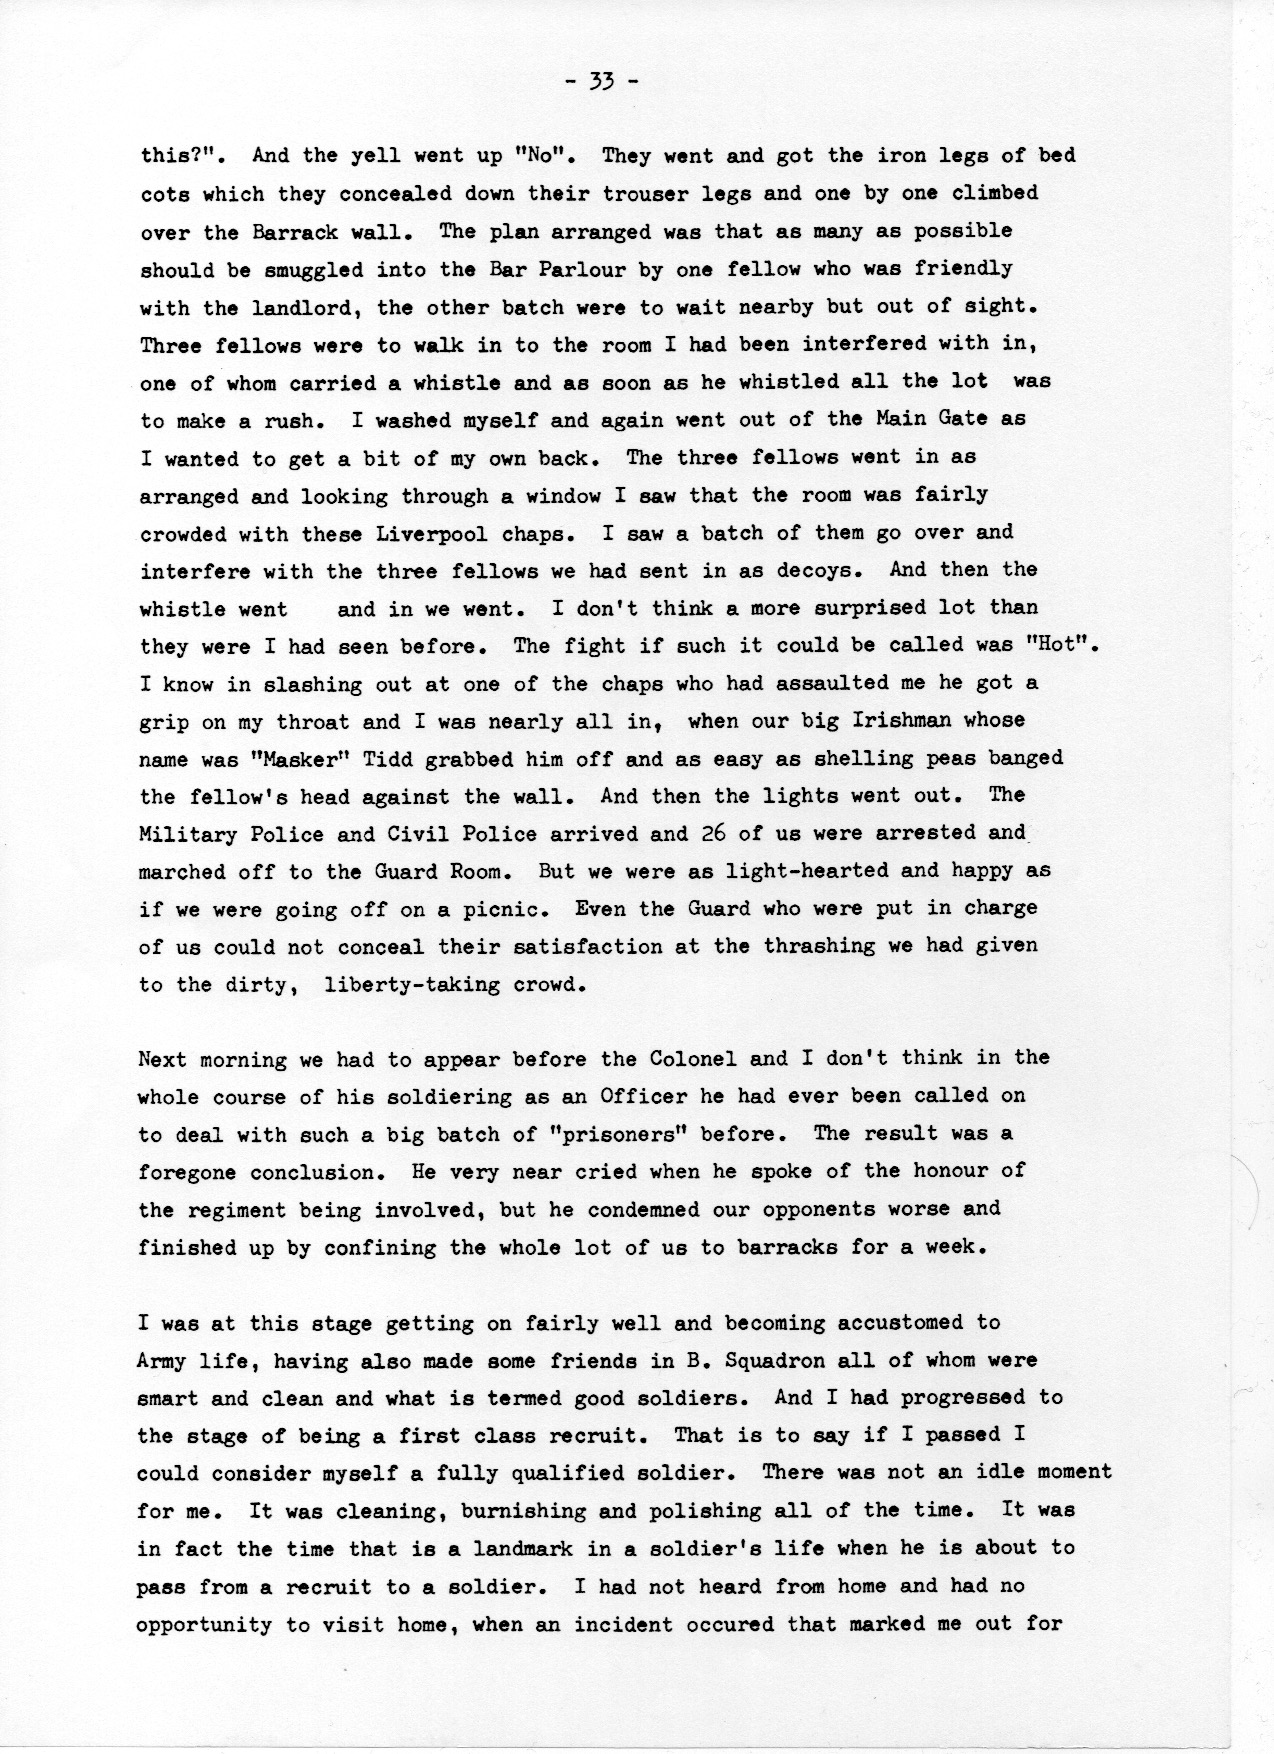 - 33 -
this?".  And the yell went up "No".  They went and got the iron legs of bed
cots which they concealed down their trouser legs and one by one climbed
over the Barrack wall.  The plan arranged was that as many as possible
should be smuggled into the Bar Parlour by one fellow who was friendly
with the landlord, the other batch were to wait nearby but out of sight.
Three fellows were to walk in to the room I had been interfered with in,
one of whom carried a whistle and as soon as he whistled all the lot  was
to make a rush.  I washed myself and again went out of the Main Gate as
I wanted to get a bit of my own back.  The three fellows went in as
arranged and looking through a window I saw that the room was fairly
crowded with these Liverpool chaps.  I saw a batch of them go over and
interfere with the three fellows we had sent in as decoys.  And then the
whistle went    and in we went.  I don't think a more surprised lot than
they were I had seen before.  The fight if such it could be called was "Hot".
I know in slashing out at one of the chaps who had assaulted me he got a
grip on my throat and I was nearly all in,  when our big Irishman whose
name was "Masker" Tidd grabbed him off and as easy as shelling peas banged
the fellow's head against the wall.  And then the lights went out.  The
Military Police and Civil Police arrived and 26 of us were arrested and
marched off to the Guard Room.  But we were as light-hearted and happy as
if we were going off on a picnic.  Even the Guard who were put in charge
of us could not conceal their satisfaction at the thrashing we had given
to the dirty,  liberty-taking crowd.
Next morning we had to appear before the Colonel and I don't think in the
whole course of his soldiering as an Officer he had ever been called on
to deal with such a big batch of "prisoners" before.  The result was a
foregone conclusion.  He very near cried when he spoke of the honour of
the regiment being involved, but he condemned our opponents worse and
finished up by confining the whole lot of us to barracks for a week.
I was at this stage getting on fairly well and becoming accustomed to
Army life, having also made some friends in B. Squadron all of whom were
smart and clean and what is termed good soldiers.  And I had progressed to
the stage of being a first class recruit.  That is to say if I passed I
could consider myself a fully qualified soldier.  There was not an idle moment
for me.  It was cleaning, burnishing and polishing all of the time.  It was
in fact the time that is a landmark in a soldier's life when he is about to
pass from a recruit to a soldier.  I had not heard from home and had no
opportunity to visit home, when an incident occured that marked me out for